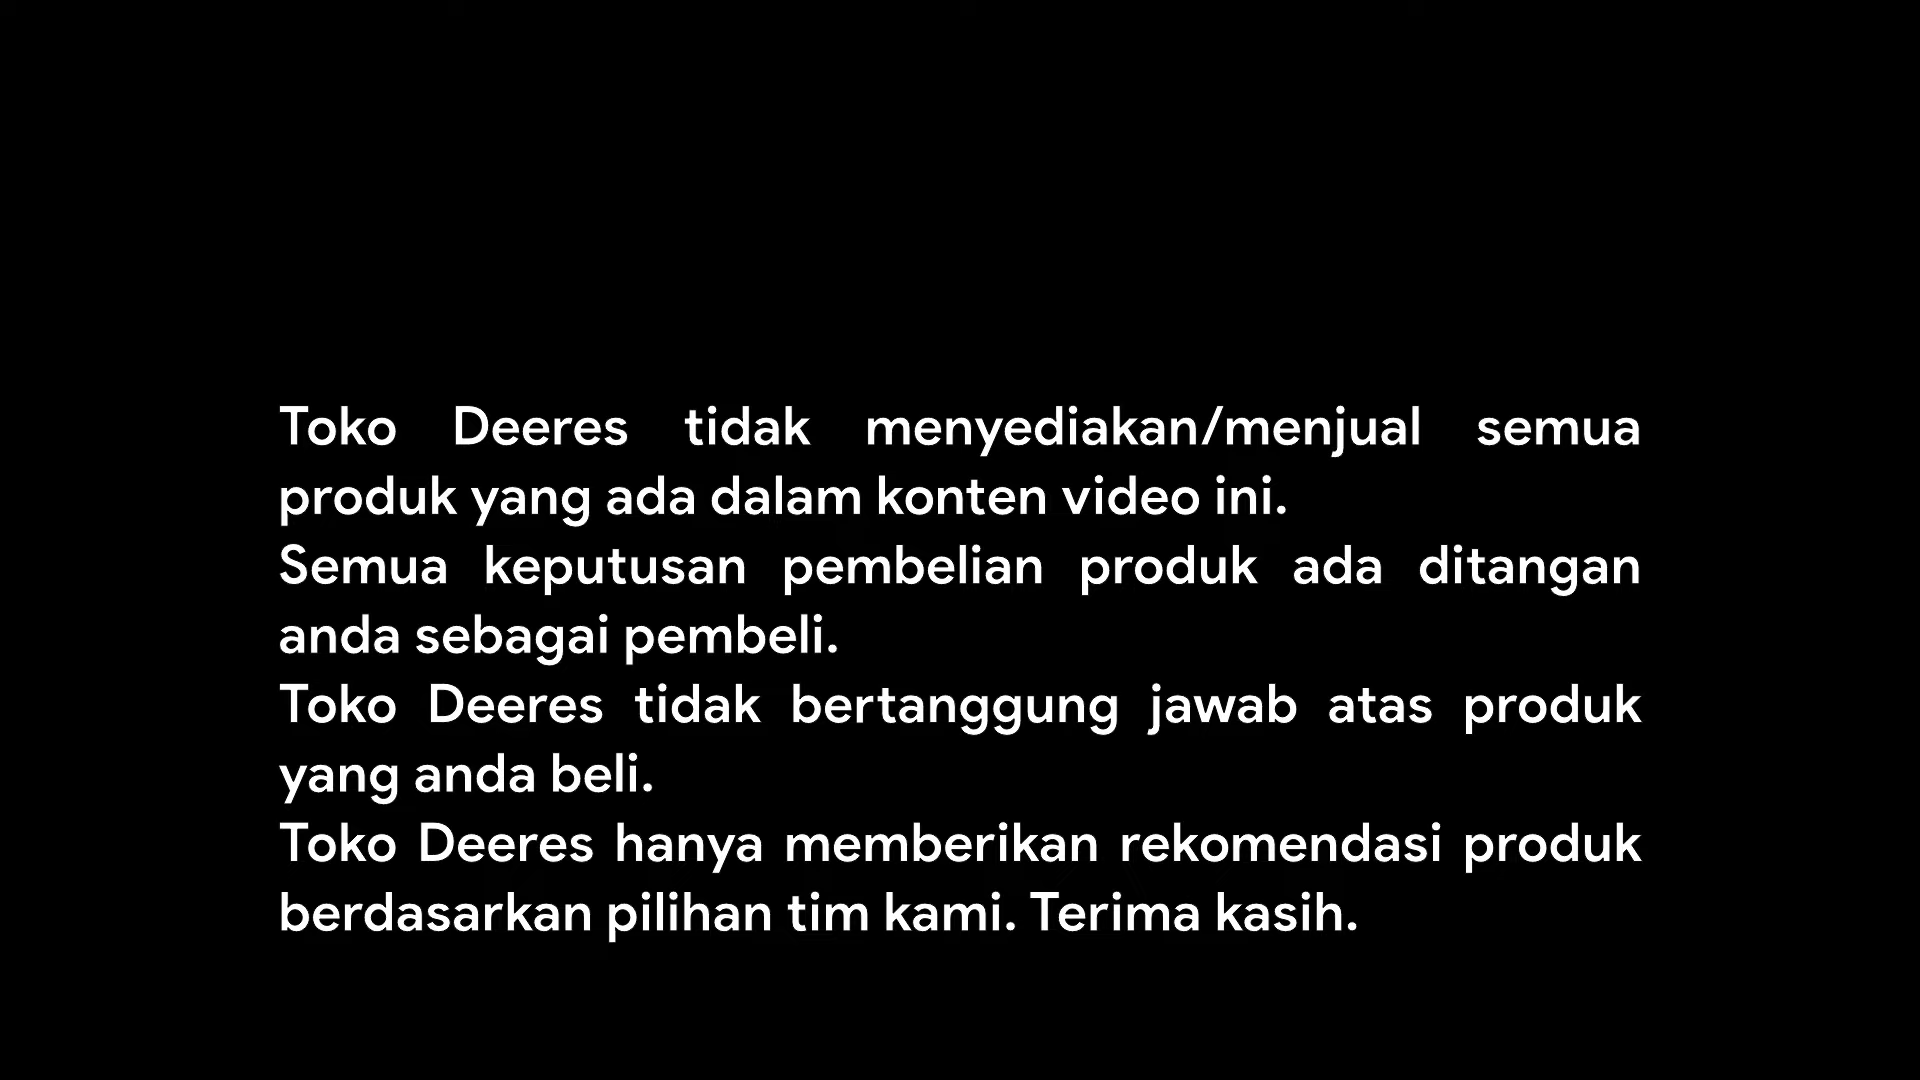 Toko Deeres tidak menyediakan/menjual semua
produk yang ada dalam konten video ini.
Semua keputusan pembelian produk ada ditangan
anda sebagai pembeli.
Toko Deeres tidak bertanggung jawab atas produk
yang anda beli.
Toko Deeres hanya memberikan rekomendasi produk
berdasarkan pilihan tim kami. Terima kasih.